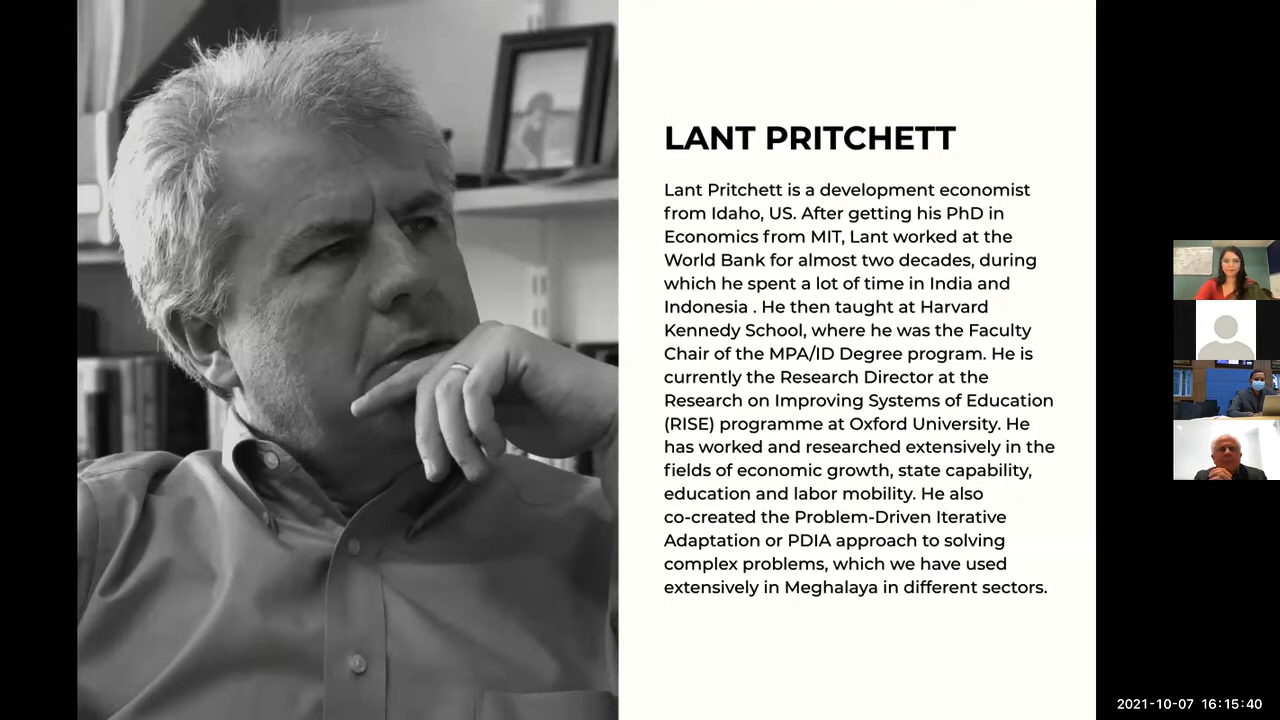 LANT PRITCHETT
Lant Pritchett is a development economist
from Idaho, US. After getting his PhD in
Economics from MIT, Lant worked at the
World Bank for almost two decades, during
which he spent a lot of time in India and
Indonesia . He then taught at Harvard
Kennedy School, where he was the Faculty
Chair of the MPA/ID Degree program. He is
currently the Research Director at the
Research on Improving Systems of Education
(RISE) programme at Oxford University. He
has worked and researched extensively in the
fields of economic growth, state capability,
education and labor mobility. He also
co-created the Problem-Driven Iterative
Adaptation or PDIA approach to solving
complex problems, which we have used
extensively in Meghalaya in different sectors.
2021-10-07 16:15:40